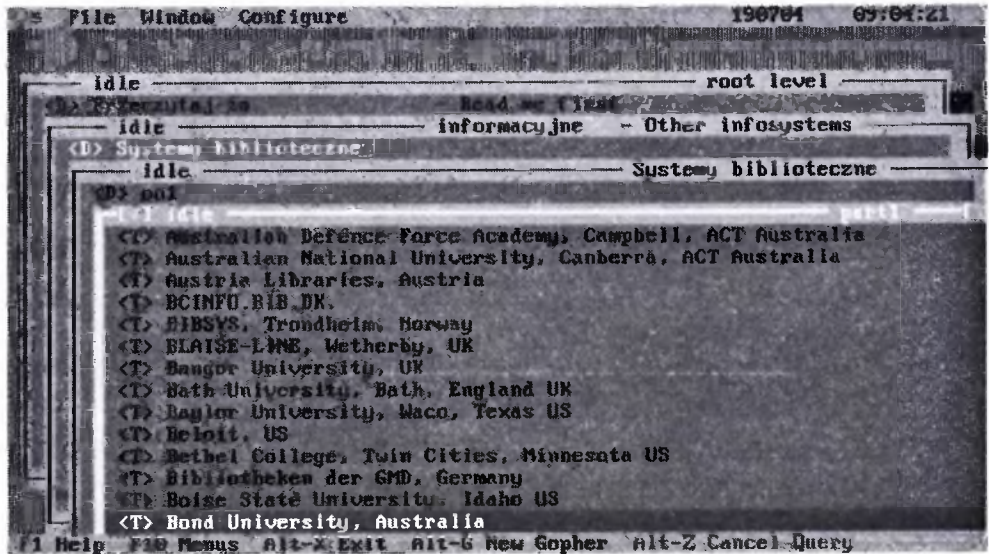 File Window Configure 190704 09:04:21
idle root level
<D> Przeczytaj to Read me first
idle informacyjne - Other infosystems
<D> Systemy biblioteczne
idle Systemy biblioteczne
<D> part1
[•] idle part1
<T> Australian Defence Force Academy, Campbell, ACT Australia
<T> Australian National University, Canberra, ACT Australia
<T> Austria Libraries, Austria
<T> BCINFO.BIB.DK.
<T> BIBSYS, Trondheim, Norway
<T> BLAISE-LINE, Wetherby, UK
<T> Bangor University, UK
<T> Bath University, Bath, England UK
<T> Baylor University, Waco, Texas US
<T> Beloit, US
<T> Bethel College, Twin Cities, Minnesota US
<T> Bibliotheken der GMD, Germany
<T> Boise State University, Idaho US
<T> Bond University, Australia
F1 Help F10 Menus Alt-X Exit Alt-G New Gopher Alt-Z Cancel Query